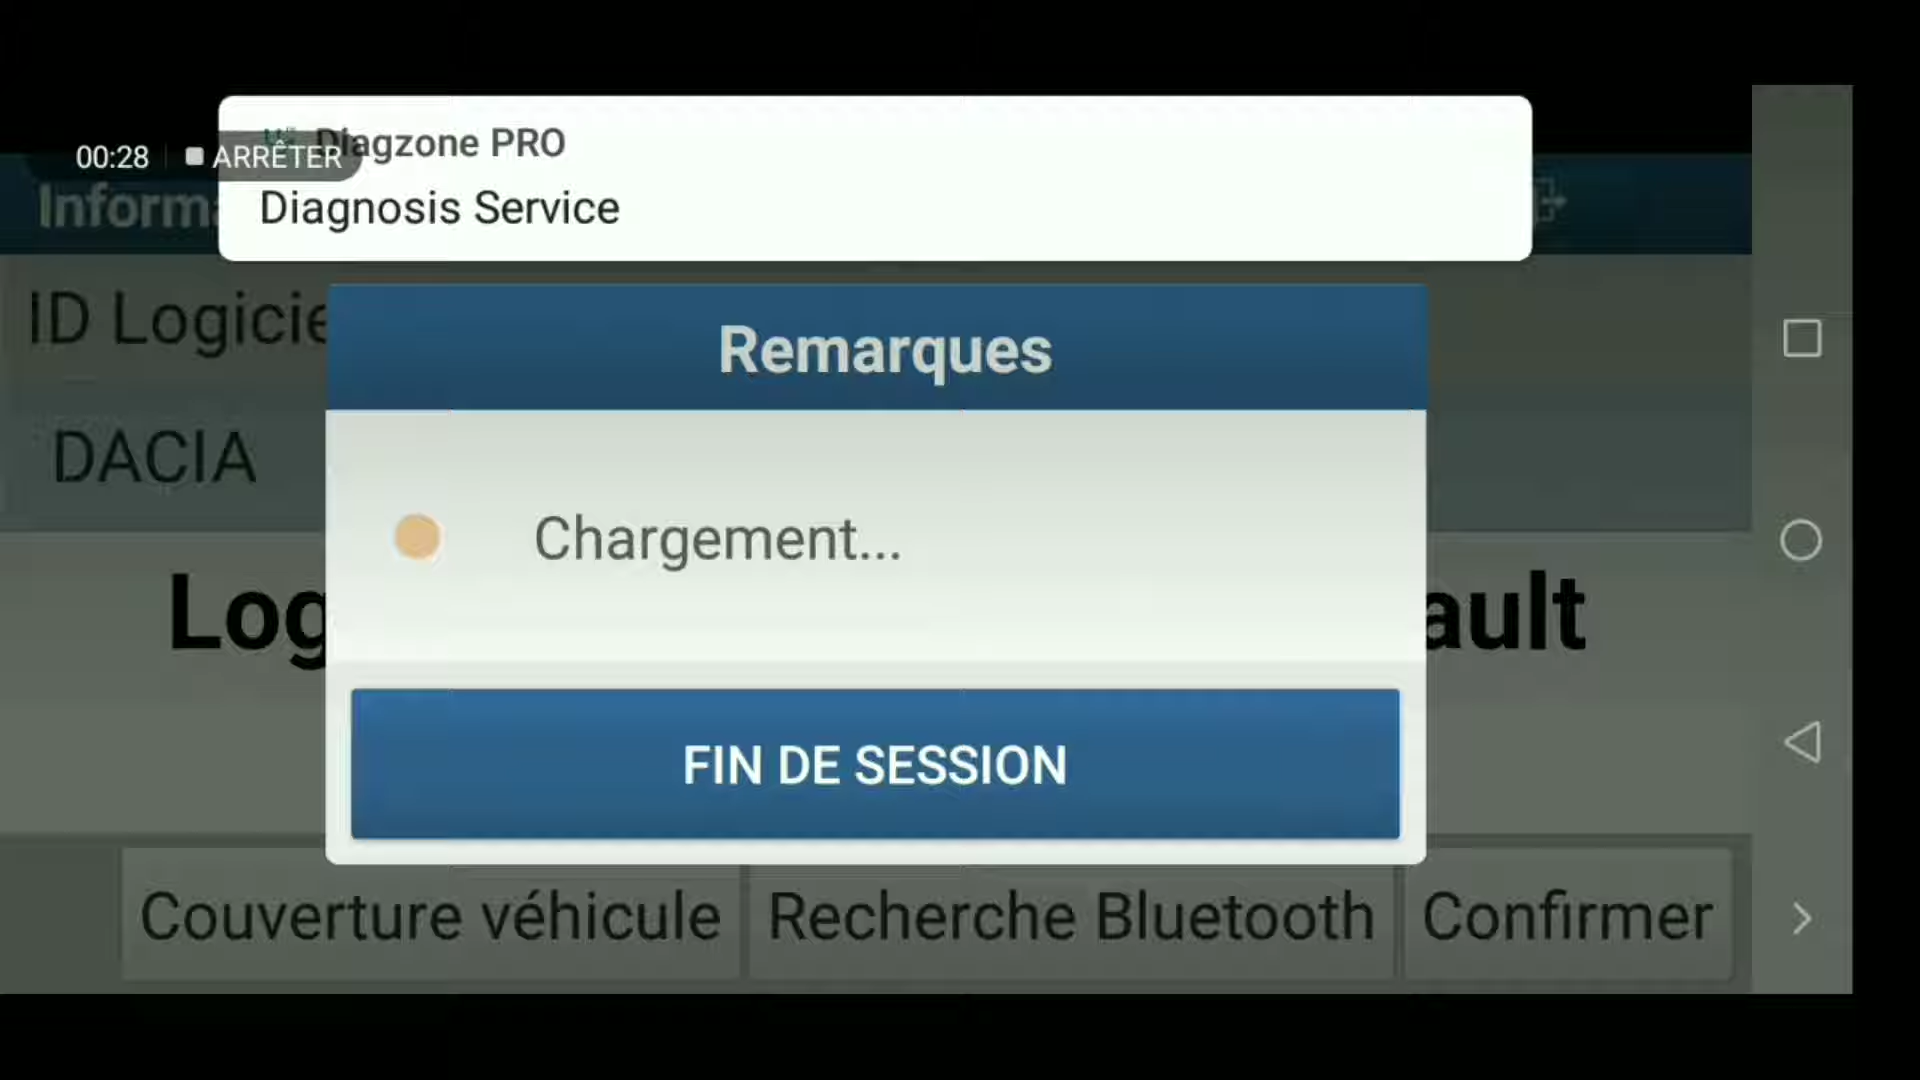 Diagzone PRO
00:28 ARRÊTER
Diagnosis Service
Inform
ID Logicie
Remarques
DACIA
Chargement...
Log
ault
FIN DE SESSION
Couverture véhicule
Recherche Bluetooth
Confirmer